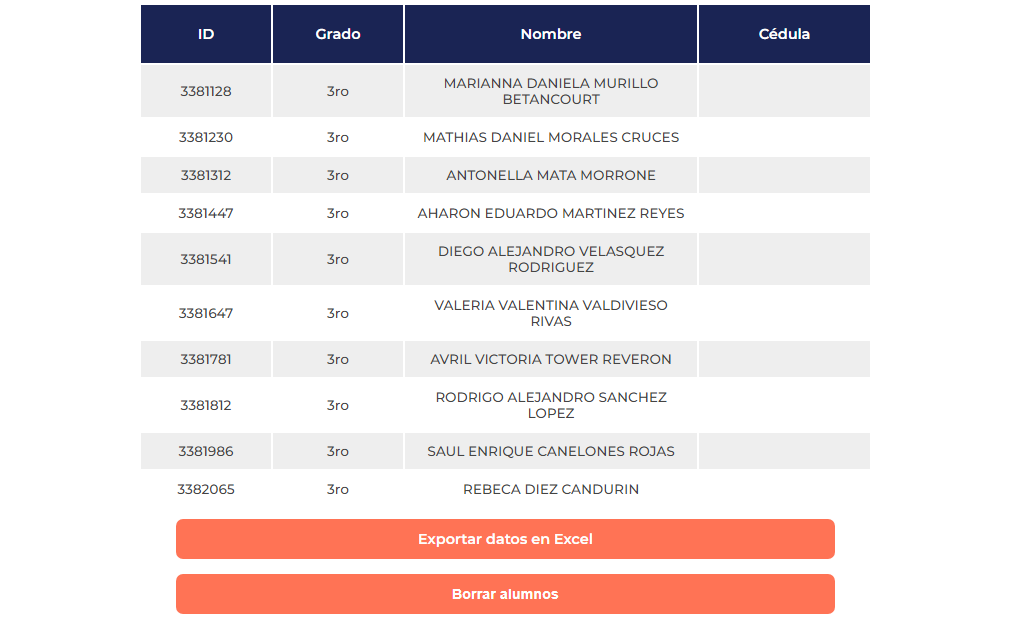 ID Grado Nombre Cédula
3381128 3ro MARIANNA DANIELA MURILLO
BETANCOURT
3381230 3ro MATHIAS DANIEL MORALES CRUCES
3381312 3ro ANTONELLA MATA MORRONE
3381447 3ro AHARON EDUARDO MARTINEZ REYES
3381541 3ro DIEGO ALEJANDRO VELASQUEZ
RODRIGUEZ
3381647 3ro VALERIA VALENTINA VALDIVIESO
RIVAS
3381781 3ro AVRIL VICTORIA TOWER REVERON
3381812 3ro RODRIGO ALEJANDRO SANCHEZ
LOPEZ
3381986 3ro SAUL ENRIQUE CANELONES ROJAS
3382065 3ro REBECA DIEZ CANDURIN
Exportar datos en Excel
Borrar alumnos